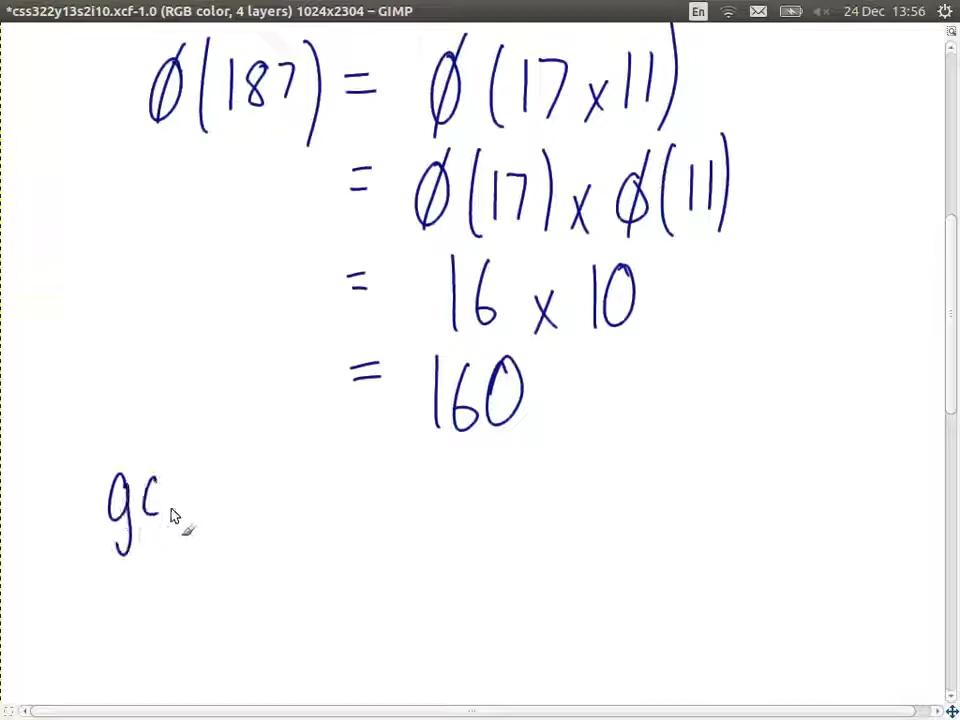 *css322y13s2i10.xcf-1.0 (RGB color, 4 layers) 1024x2304 – GIMP En 24 Dec 13:56
ϕ(187) = ϕ(17 x 11)
= ϕ(17) x ϕ(11)
= 16 x 10
= 160
gc